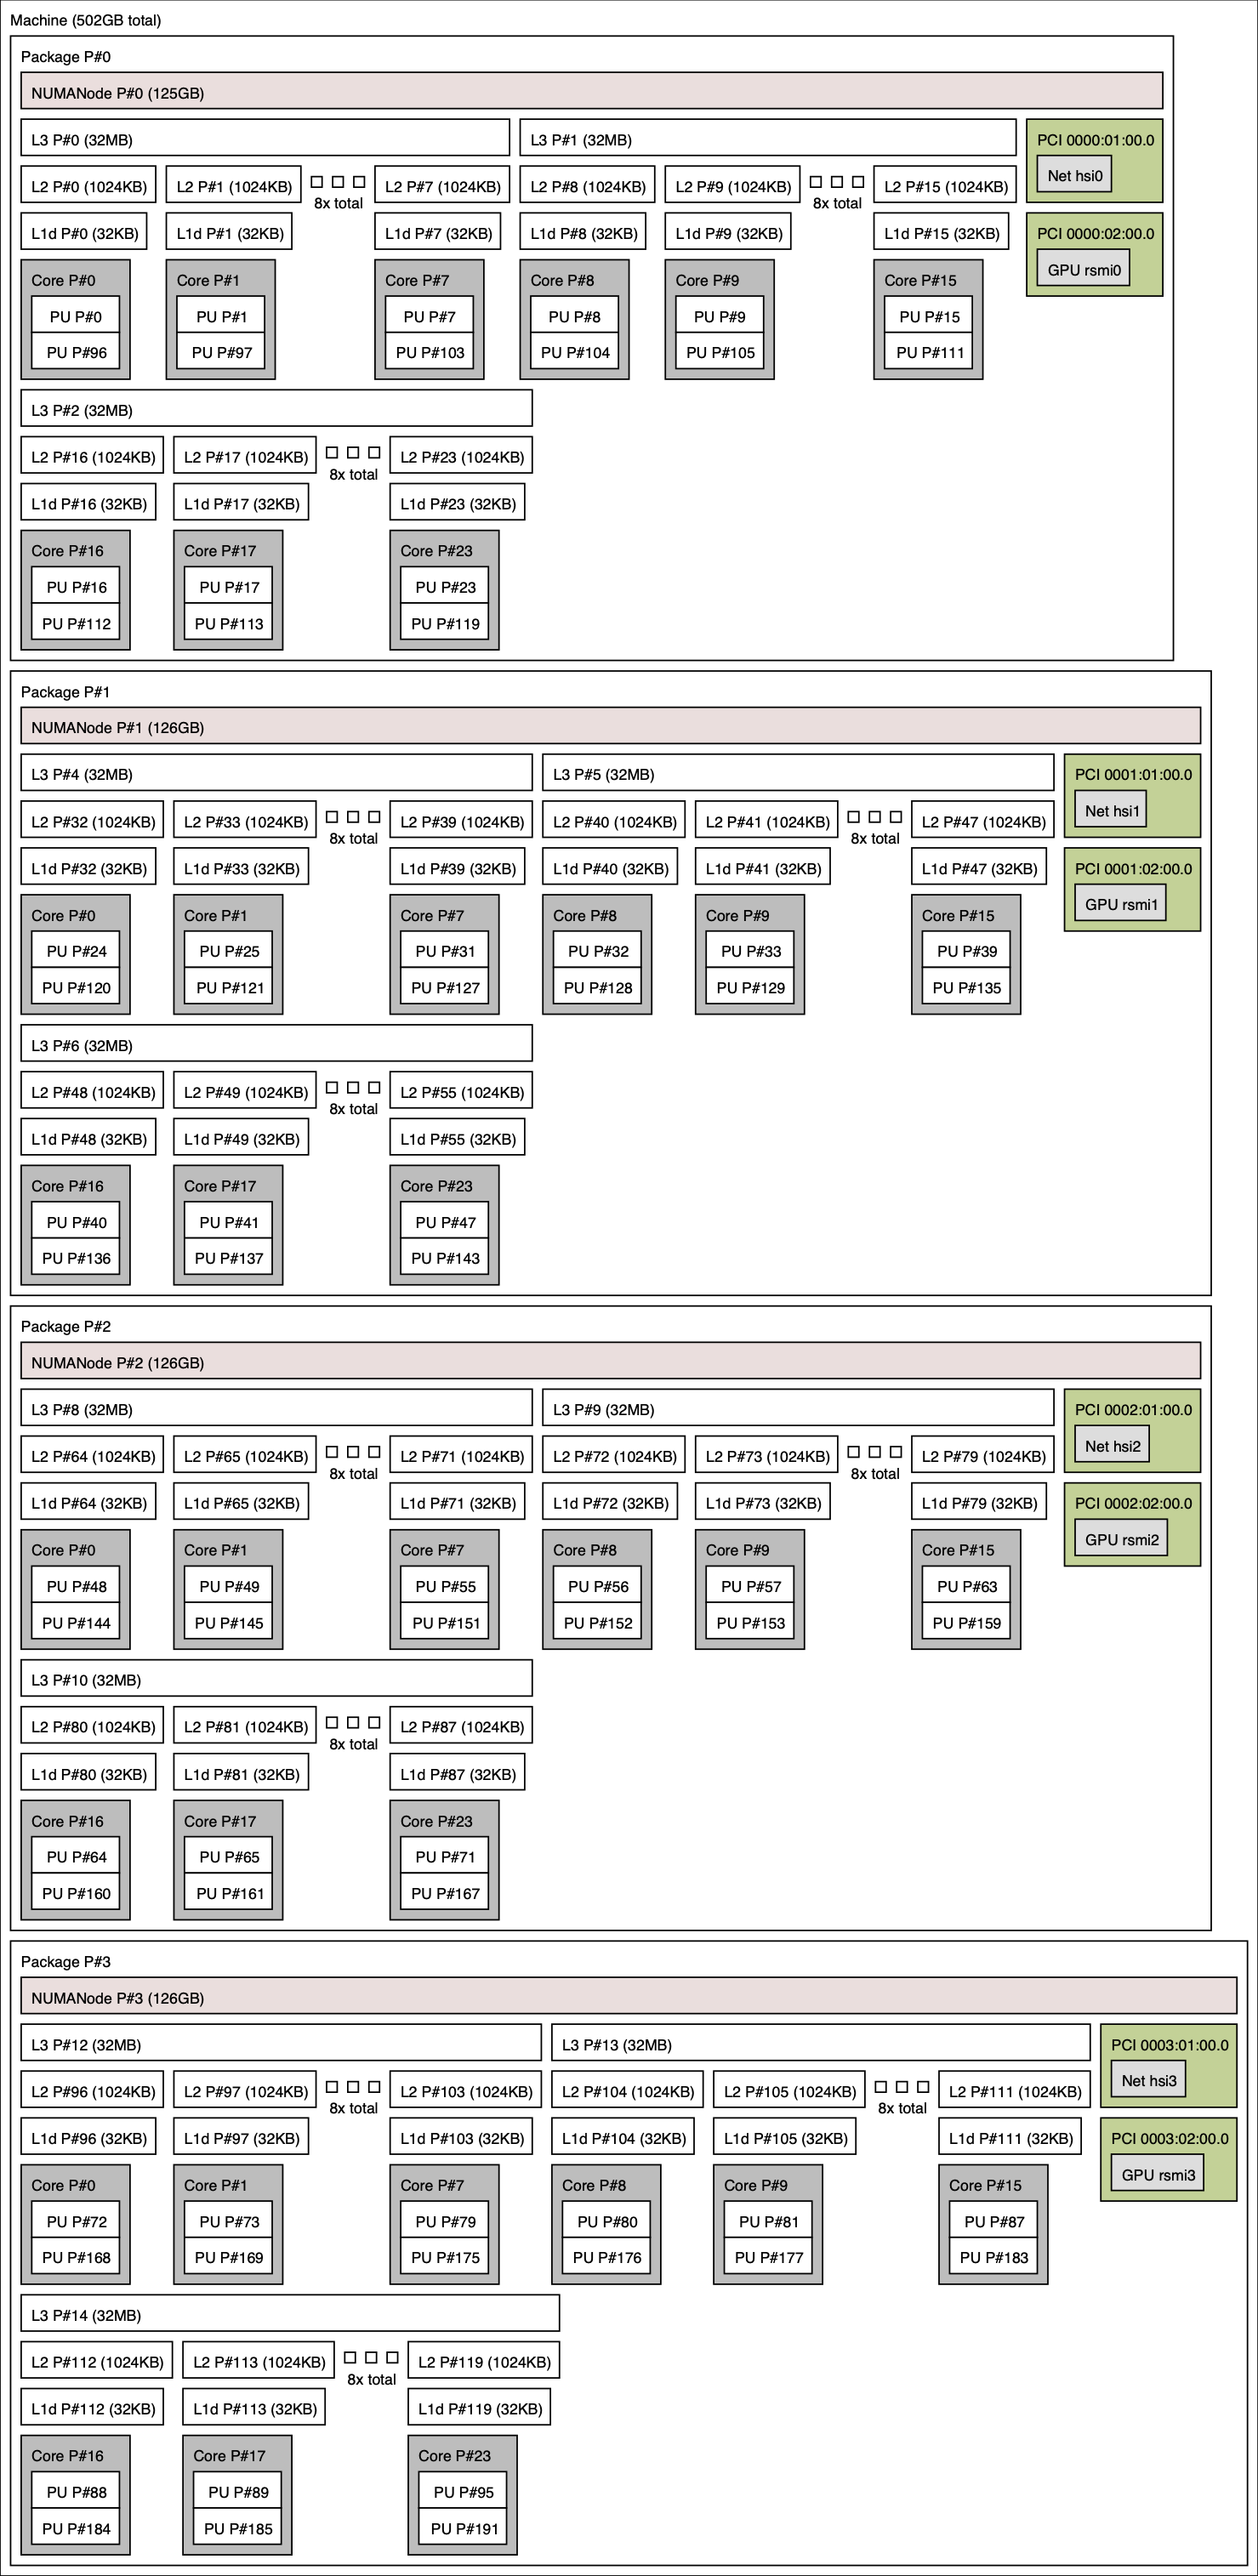 Machine (502GB total)
Package P#0
NUMANode P#0 (125GB)
L3 P#0 (32MB) L3 P#1 (32MB) PCI 0000:01:00.0
Net hsi0
L2 P#0 (1024KB) L2 P#1 (1024KB) 8x total L2 P#7 (1024KB) L2 P#8 (1024KB) L2 P#9 (1024KB) 8x total L2 P#15 (1024KB)
L1d P#0 (32KB) L1d P#1 (32KB) L1d P#7 (32KB) L1d P#8 (32KB) L1d P#9 (32KB) L1d P#15 (32KB) PCI 0000:02:00.0
GPU rsmi0
Core P#0 Core P#1 Core P#7 Core P#8 Core P#9 Core P#15
PU P#0 PU P#1 PU P#7 PU P#8 PU P#9 PU P#15
PU P#96 PU P#97 PU P#103 PU P#104 PU P#105 PU P#111
L3 P#2 (32MB)
L2 P#16 (1024KB) L2 P#17 (1024KB) 8x total L2 P#23 (1024KB)
L1d P#16 (32KB) L1d P#17 (32KB) L1d P#23 (32KB)
Core P#16 Core P#17 Core P#23
PU P#16 PU P#17 PU P#23
PU P#112 PU P#113 PU P#119
Package P#1
NUMANode P#1 (126GB)
L3 P#4 (32MB) L3 P#5 (32MB) PCI 0001:01:00.0
Net hsi1
L2 P#32 (1024KB) L2 P#33 (1024KB) 8x total L2 P#39 (1024KB) L2 P#40 (1024KB) L2 P#41 (1024KB) 8x total L2 P#47 (1024KB)
L1d P#32 (32KB) L1d P#33 (32KB) L1d P#39 (32KB) L1d P#40 (32KB) L1d P#41 (32KB) L1d P#47 (32KB) PCI 0001:02:00.0
GPU rsmi1
Core P#0 Core P#1 Core P#7 Core P#8 Core P#9 Core P#15
PU P#24 PU P#25 PU P#31 PU P#32 PU P#33 PU P#39
PU P#120 PU P#121 PU P#127 PU P#128 PU P#129 PU P#135
L3 P#6 (32MB)
L2 P#48 (1024KB) L2 P#49 (1024KB) 8x total L2 P#55 (1024KB)
L1d P#48 (32KB) L1d P#49 (32KB) L1d P#55 (32KB)
Core P#16 Core P#17 Core P#23
PU P#40 PU P#41 PU P#47
PU P#136 PU P#137 PU P#143
Package P#2
NUMANode P#2 (126GB)
L3 P#8 (32MB) L3 P#9 (32MB) PCI 0002:01:00.0
Net hsi2
L2 P#64 (1024KB) L2 P#65 (1024KB) 8x total L2 P#71 (1024KB) L2 P#72 (1024KB) L2 P#73 (1024KB) 8x total L2 P#79 (1024KB)
L1d P#64 (32KB) L1d P#65 (32KB) L1d P#71 (32KB) L1d P#72 (32KB) L1d P#73 (32KB) L1d P#79 (32KB) PCI 0002:02:00.0
GPU rsmi2
Core P#0 Core P#1 Core P#7 Core P#8 Core P#9 Core P#15
PU P#48 PU P#49 PU P#55 PU P#56 PU P#57 PU P#63
PU P#144 PU P#145 PU P#151 PU P#152 PU P#153 PU P#159
L3 P#10 (32MB)
L2 P#80 (1024KB) L2 P#81 (1024KB) 8x total L2 P#87 (1024KB)
L1d P#80 (32KB) L1d P#81 (32KB) L1d P#87 (32KB)
Core P#16 Core P#17 Core P#23
PU P#64 PU P#65 PU P#71
PU P#160 PU P#161 PU P#167
Package P#3
NUMANode P#3 (126GB)
L3 P#12 (32MB) L3 P#13 (32MB) PCI 0003:01:00.0
Net hsi3
L2 P#96 (1024KB) L2 P#97 (1024KB) 8x total L2 P#103 (1024KB) L2 P#104 (1024KB) L2 P#105 (1024KB) 8x total L2 P#111 (1024KB)
L1d P#96 (32KB) L1d P#97 (32KB) L1d P#103 (32KB) L1d P#104 (32KB) L1d P#105 (32KB) L1d P#111 (32KB) PCI 0003:02:00.0
GPU rsmi3
Core P#0 Core P#1 Core P#7 Core P#8 Core P#9 Core P#15
PU P#72 PU P#73 PU P#79 PU P#80 PU P#81 PU P#87
PU P#168 PU P#169 PU P#175 PU P#176 PU P#177 PU P#183
L3 P#14 (32MB)
L2 P#112 (1024KB) L2 P#113 (1024KB) 8x total L2 P#119 (1024KB)
L1d P#112 (32KB) L1d P#113 (32KB) L1d P#119 (32KB)
Core P#16 Core P#17 Core P#23
PU P#88 PU P#89 PU P#95
PU P#184 PU P#185 PU P#191